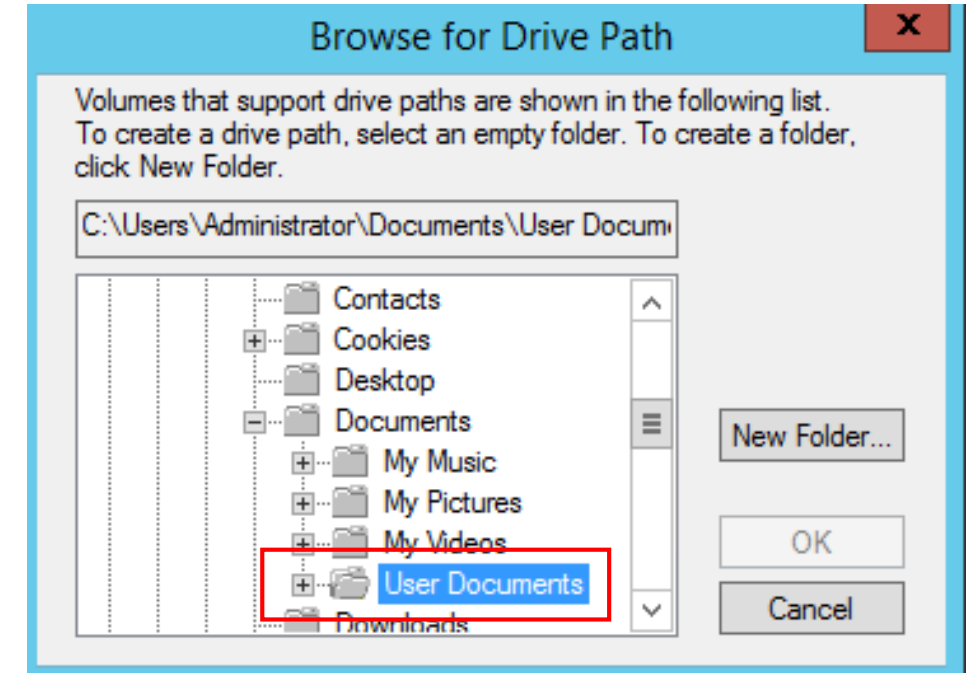 Browse for Drive Path
x
Volumes that support drive paths are shown in the following list.
To create a drive path, select an empty folder. To create a folder,
click New Folder.
C:\Users\Administrator\Documents\User Docum
Contacts
Cookies
Desktop
Documents
My Music
My Pictures
My Videos
User Documents
Downloads
New Folder...
OK
Cancel